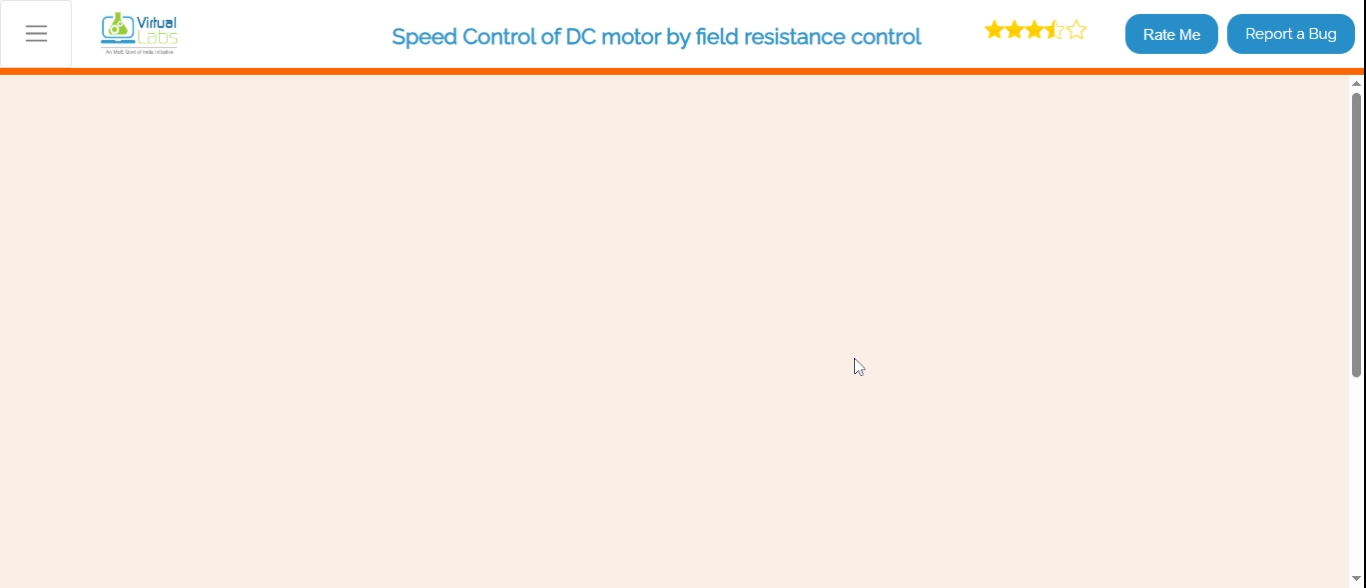 Virtual
Labs
An MoE Govt of India Initiative
Speed Control of DC motor by field resistance control
Rate Me
Report a Bug